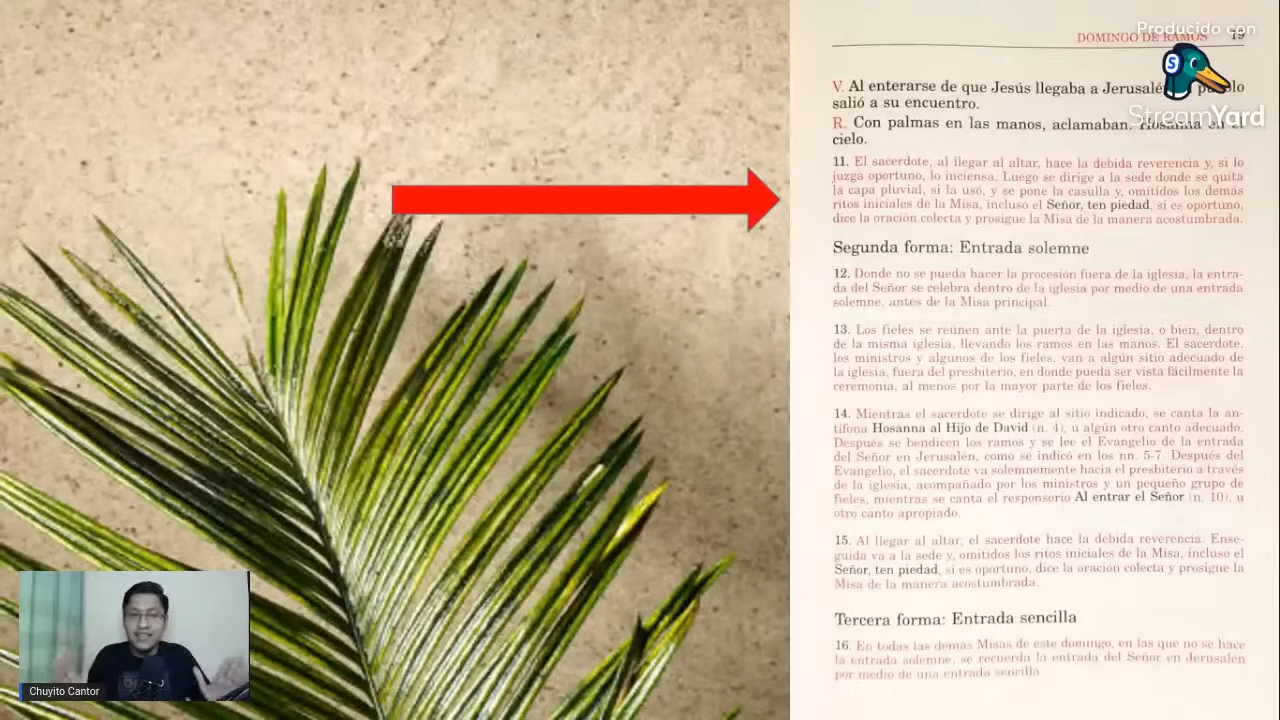 Producido con
StreamYard
DOMINGO DE RAMOS 19
V. Al enterarse de que Jesús llegaba a Jerusalén
salió a su encuentro.
R. Con palmas en las manos, aclamaban: Hosanna en el
cielo.
11. El sacerdote, al llegar al altar, hace la debida reverencia y, si lo
juzga oportuno, lo inciensa. Luego se dirige a la sede donde se quita
la capa pluvial, si la usó, y se pone la casulla y, omitidos los demás
ritos iniciales de la Misa, incluso el Señor, ten piedad, si es oportuno,
dice la oración colecta y prosigue la Misa de la manera acostumbrada.
Segunda forma: Entrada solemne
12. Donde no se pueda hacer la procesión fuera de la iglesia, la entra-
da del Señor se celebra dentro de la iglesia por medio de una entrada
solemne, antes de la Misa principal.
13. Los fieles se reúnen ante la puerta de la iglesia, o bien, dentro
de la misma iglesia, llevando los ramos en las manos. El sacerdote,
los ministros y algunos de los fieles, van a algún sitio adecuado de
la iglesia, fuera del presbiterio, en donde pueda ser vista fácilmente la
ceremonia, al menos por la mayor parte de los fieles.
14. Mientras el sacerdote se dirige al sitio indicado, se canta la an-
tífona Hosanna al Hijo de David (n. 4), u algún otro canto adecuado.
Después se bendicen los ramos y se lee el Evangelio de la entrada
del Señor en Jerusalén, como se indicó en los nn. 5-7. Después del
Evangelio, el sacerdote va solemnemente hacia el presbiterio a través
de la iglesia, acompañado por los ministros y un pequeño grupo de
fieles, mientras se canta el responsorio Al entrar el Señor (n. 10), u
otro canto apropiado.
15. Al llegar al altar, el sacerdote hace la debida reverencia. Ense-
guida va a la sede y, omitidos los ritos iniciales de la Misa, incluso el
Señor, ten piedad, si es oportuno, dice la oración colecta y prosigue la
Misa de la manera acostumbrada.
Tercera forma: Entrada sencilla
16. En todas las demás Misas de este domingo, en las que no se hace
la entrada solemne, se recuerda la entrada del Señor en Jerusalén
por medio de una entrada sencilla
Chuyito Cantor